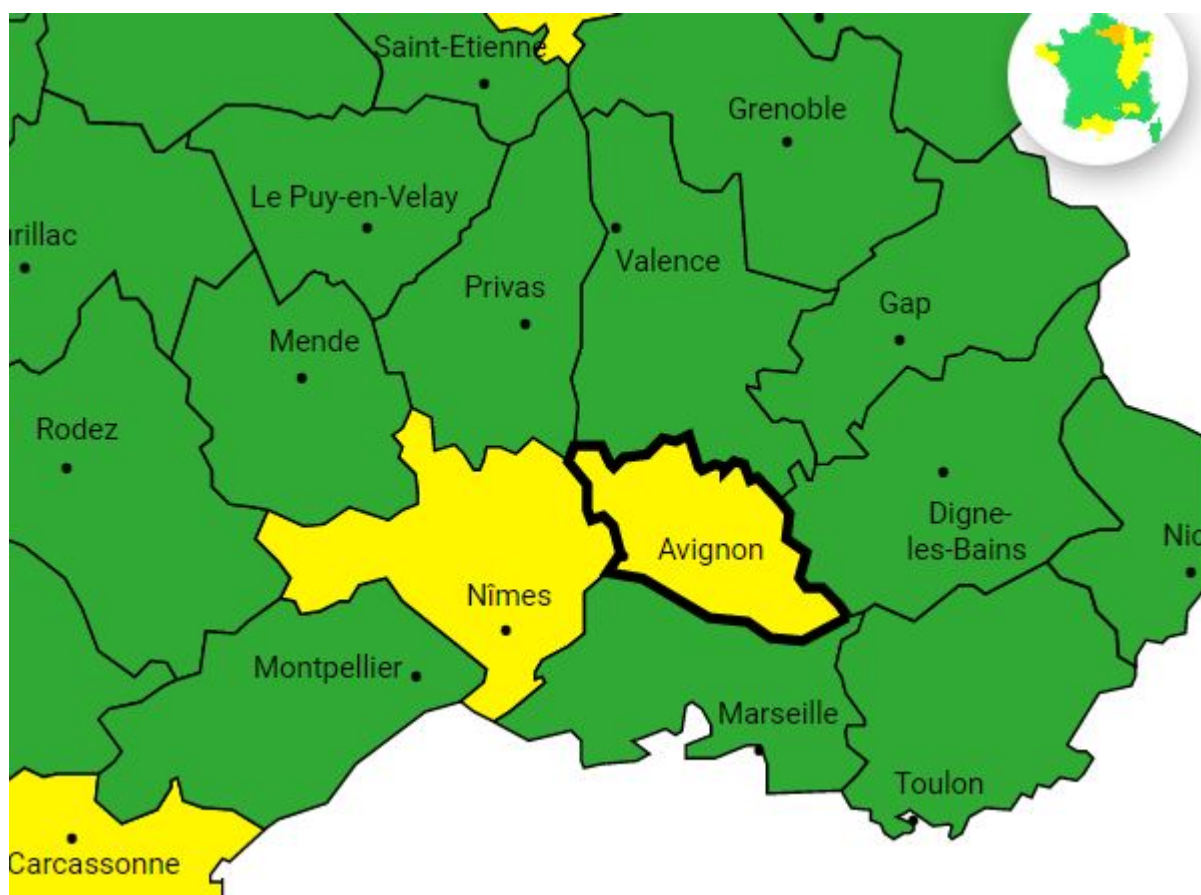 Saint-Etienne
Grenoble
Le Puy-en-Velay
urillac
Valence
Privas
Gap
Mende
Rodez
Digne-
les-Bains
Nic
Avignon
Nîmes
Montpellier
Marseille
Toulon
Carcassonne